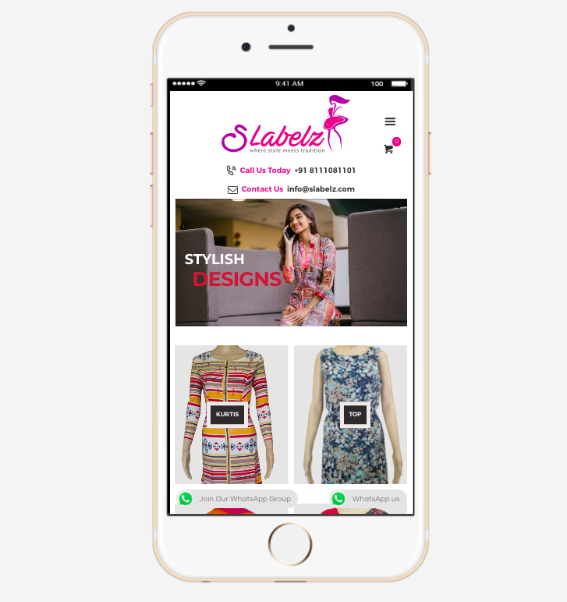 9:41 AM 100
Slabelz
where style meets tradition
0
Call Us Today +91 8111081101
Contact Us info@slabelz.com
STYLISH
DESIGNS
KURTIS TOP
Join Our WhatsApp Group WhatsApp us